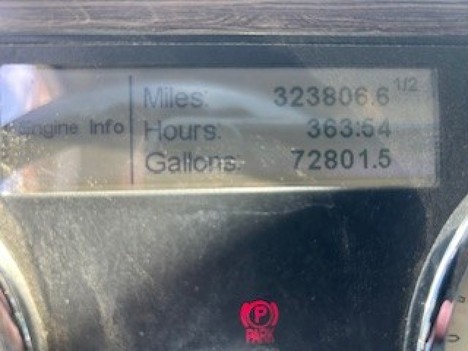 Miles: 323806.6 1/2
Engine Info
Hours: 363:54
Gallons: 72801.5
P
PARK